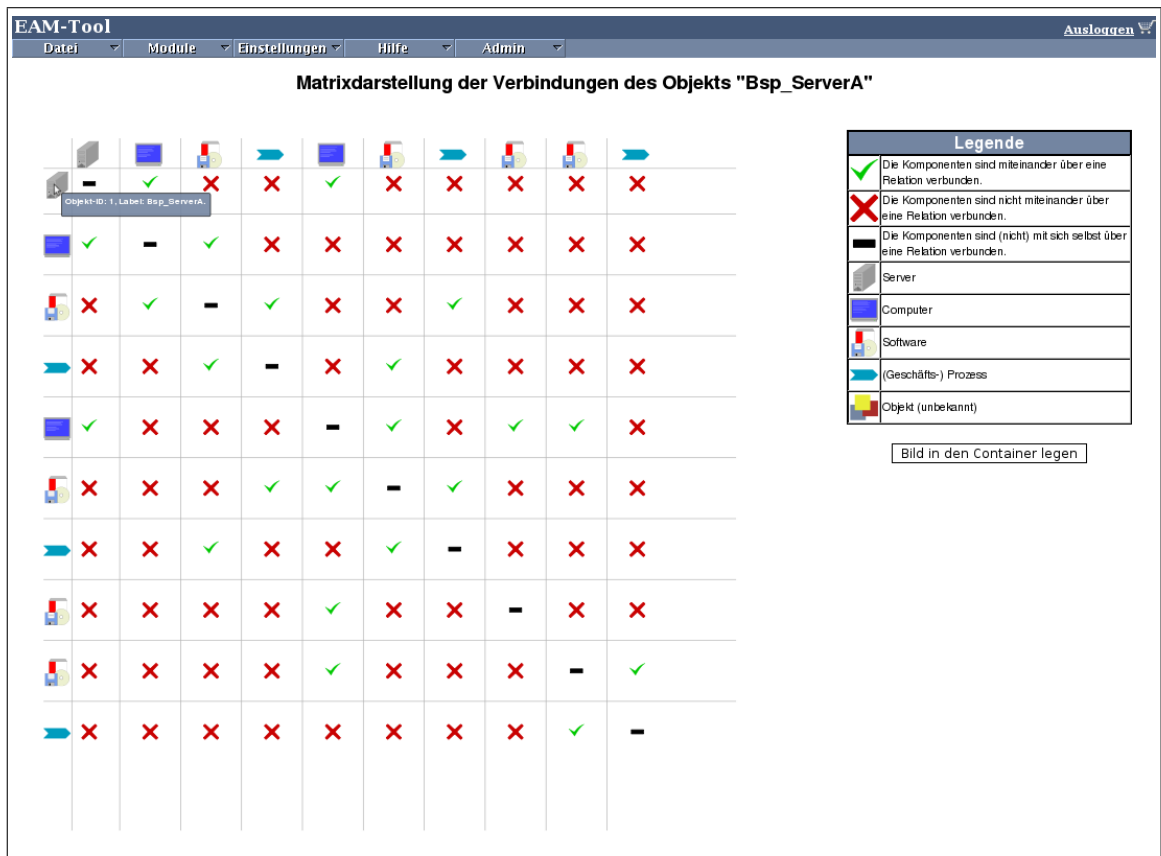 EAM-Tool
Ausloggen
Datei Module Einstellungen Hilfe Admin
Matrixdarstellung der Verbindungen des Objekts "Bsp_ServerA"
Objekt-ID: 1, Label: Bsp_ServerA.
Legende
Die Komponenten sind miteinander über eine
Relation verbunden.
Die Komponenten sind nicht miteinander über
eine Relation verbunden.
Die Komponenten sind (nicht) mit sich selbst über
eine Relation verbunden.
Server
Computer
Software
(Geschäfts-) Prozess
Objekt (unbekannt)
Bild in den Container legen